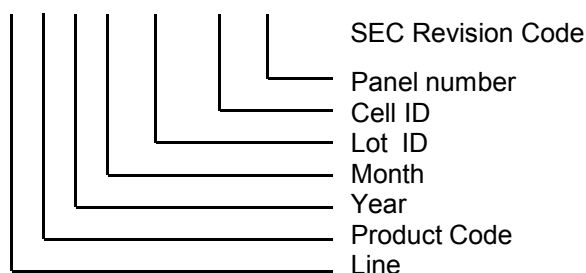 SEC Revision Code
Panel number
Cell ID
Lot ID
Month
Year
Product Code
Line